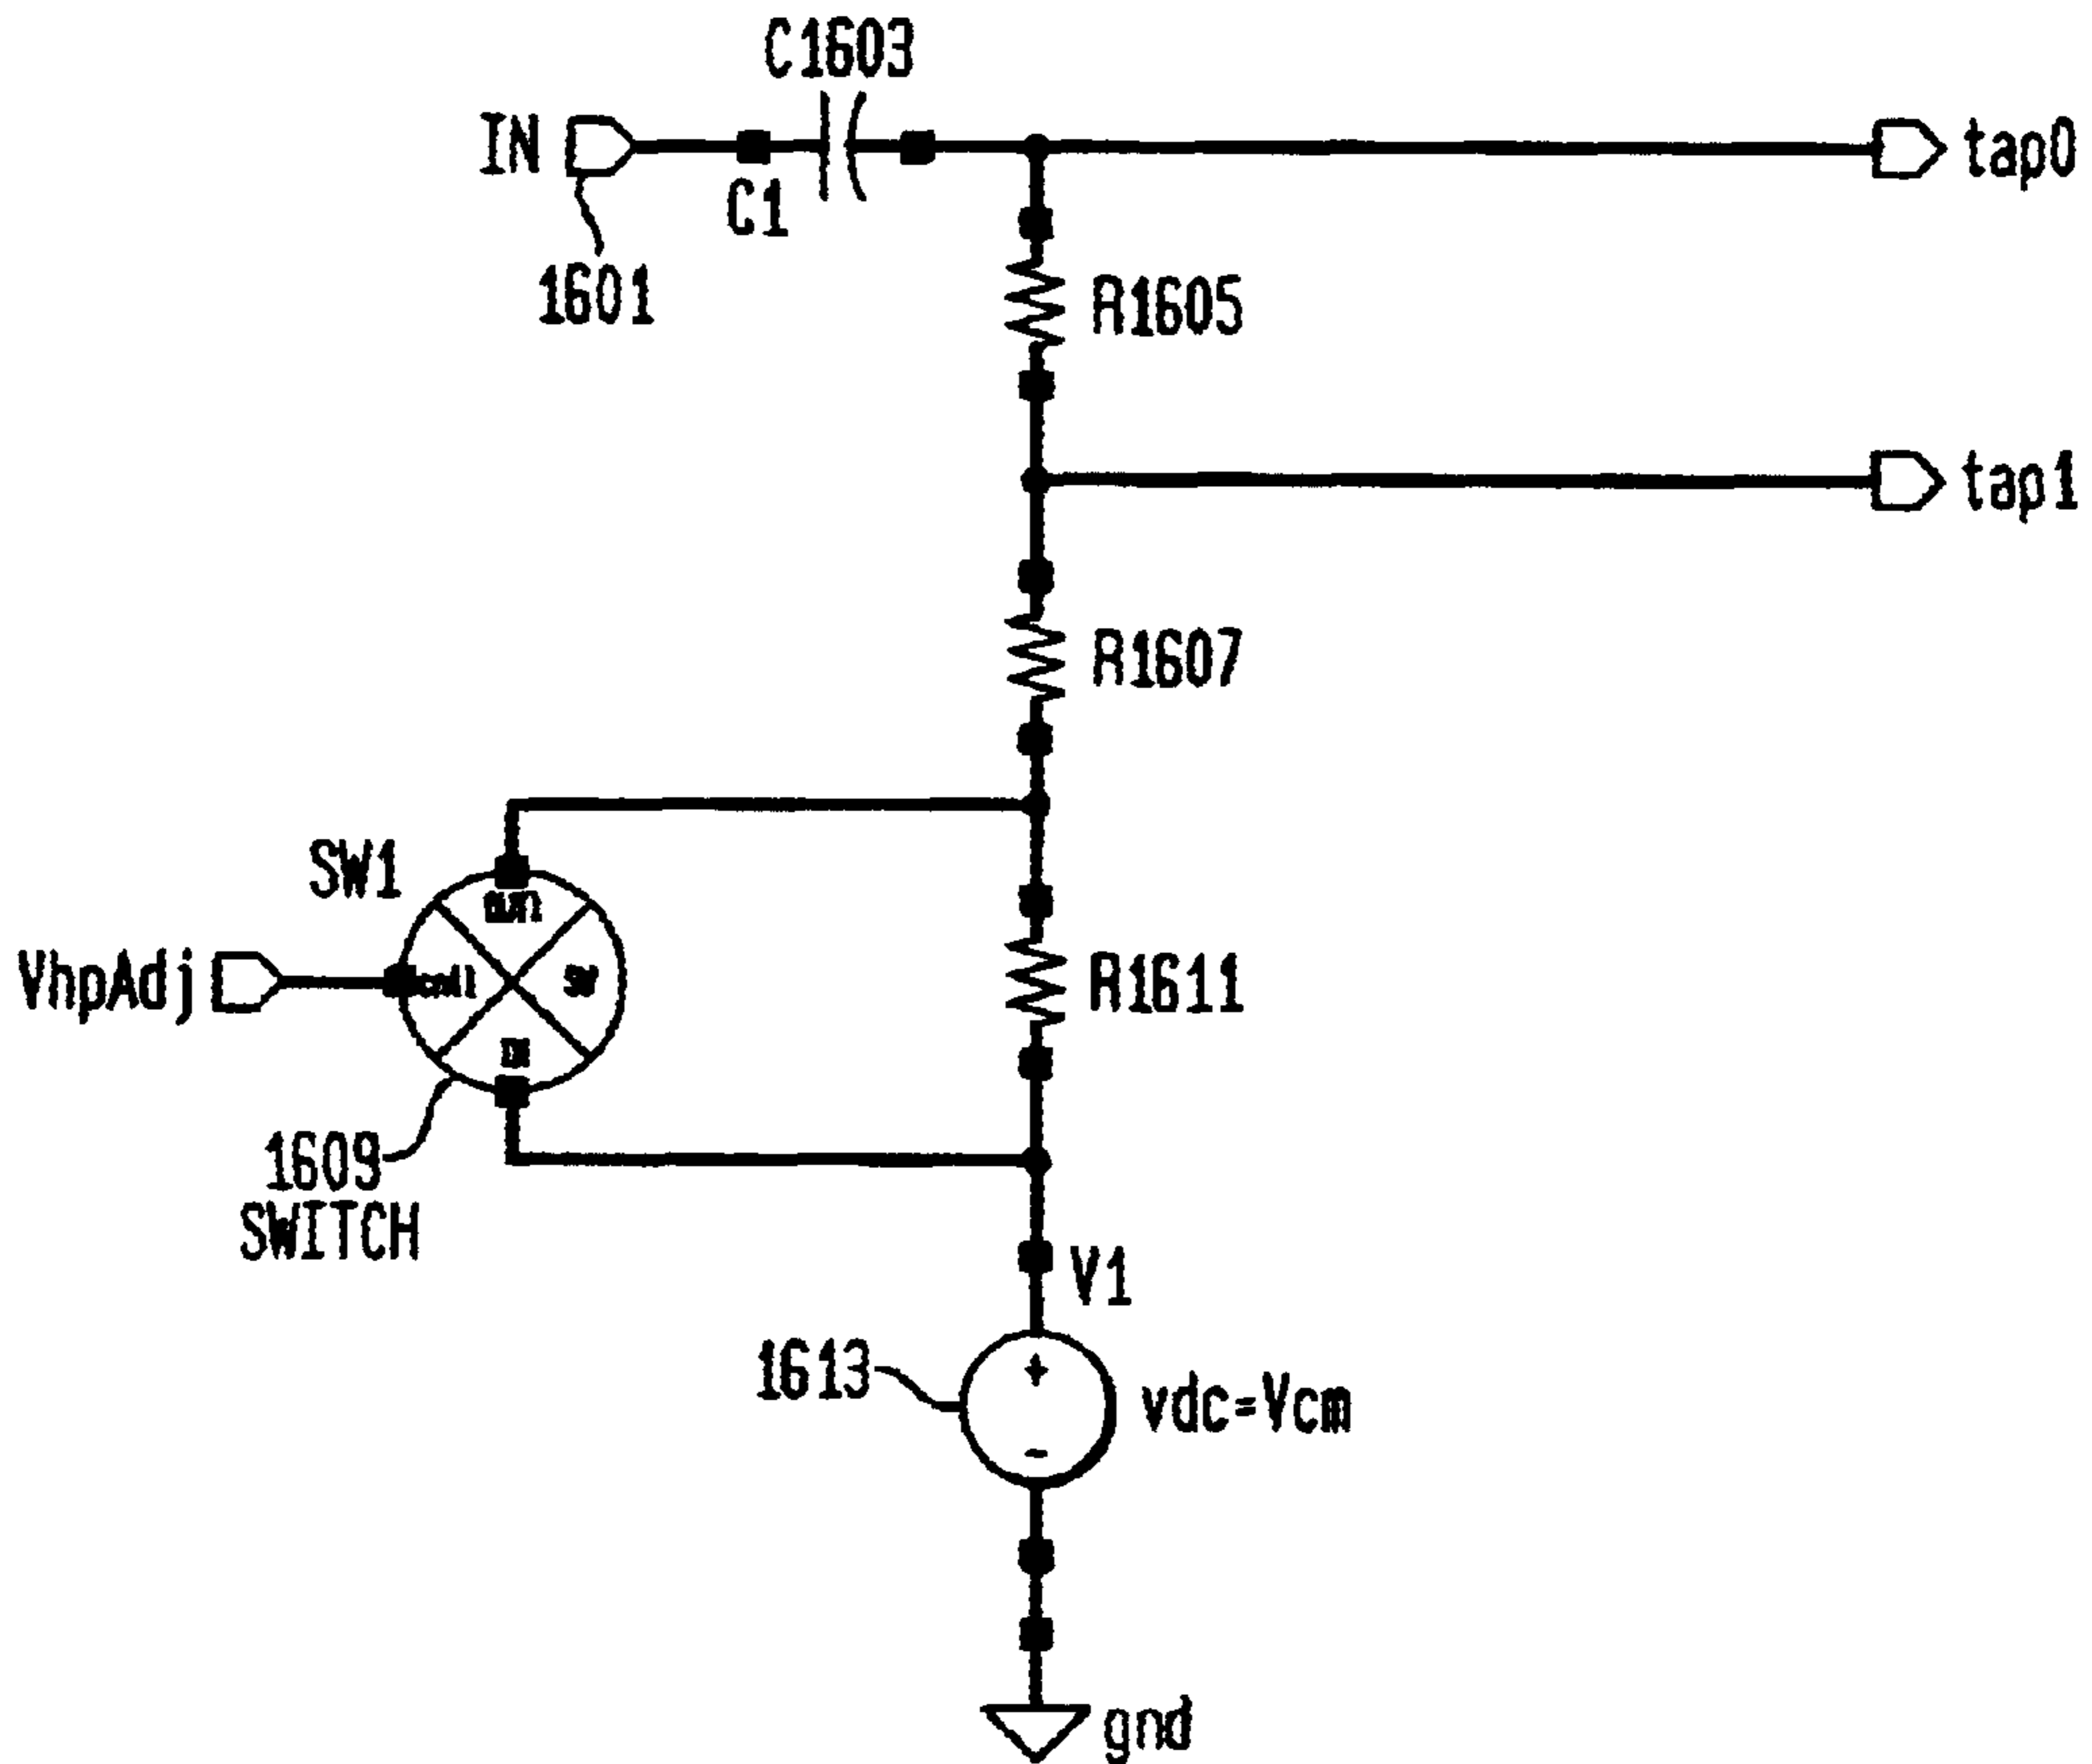 C1603
IN
C1
1601
tap0
R1605
tap1
R1607
SW1
VhpAdj
R1611
1609
SWITCH
V1
+
1613
vdc=Vcm
-
gnd